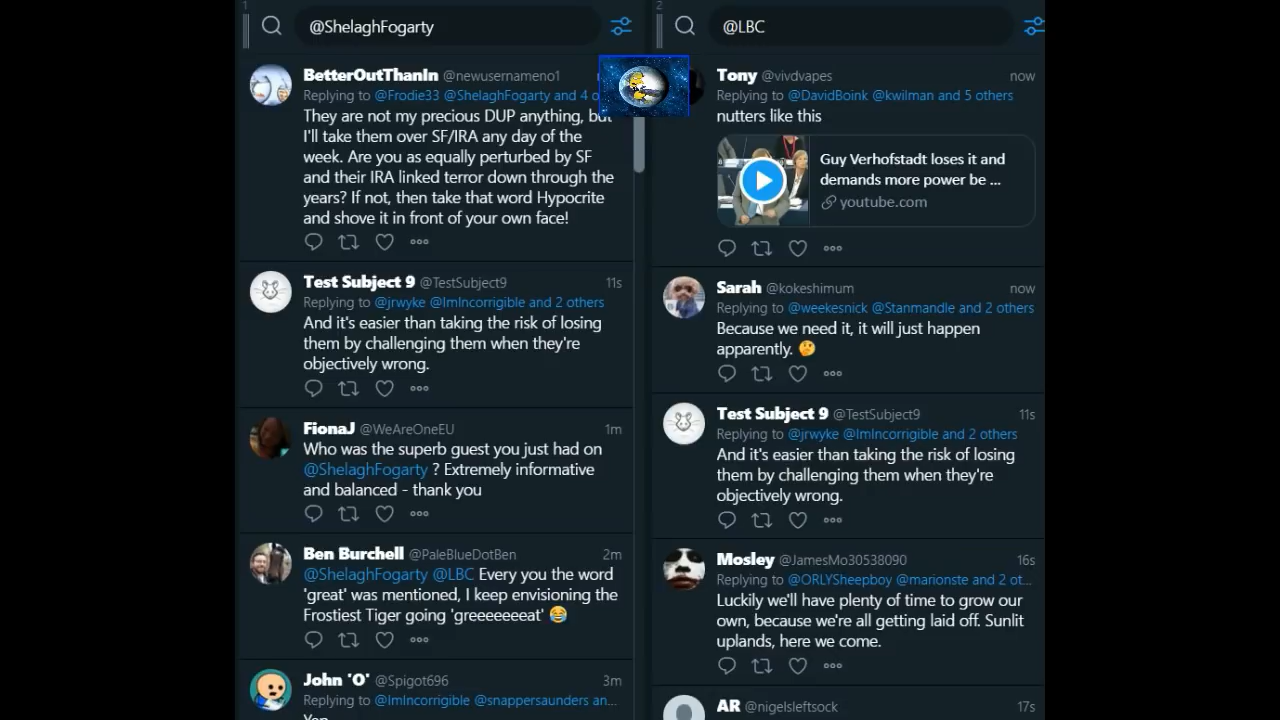 1
@ShelaghFogarty
BetterOutThanIn @newusernameno1
Replying to @Frodie33 @ShelaghFogarty and 4 o
They are not my precious DUP anything, but
I'll take them over SF/IRA any day of the
week. Are you as equally perturbed by SF
and their IRA linked terror down through the
years? If not, then take that word Hypocrite
and shove it in front of your own face!
Test Subject 9 @TestSubject9 11s
Replying to @jrwyke @ImIncorrigible and 2 others
And it's easier than taking the risk of losing
them by challenging them when they're
objectively wrong.
FionaJ @WeAreOneEU 1m
Who was the superb guest you just had on
@ShelaghFogarty ? Extremely informative
and balanced - thank you
Ben Burchell @PaleBlueDotBen 2m
@ShelaghFogarty @LBC Every you the word
'great' was mentioned, I keep envisioning the
Frostiest Tiger going 'greeeeeeeat' 😂
John 'O' @Spigot696 3m
Replying to @ImIncorrigible @snappersaunders an...
Yep
2
@LBC
Tony @vivdvapes now
Replying to @DavidBoink @kwilman and 5 others
nutters like this
Guy Verhofstadt loses it and
demands more power be ...
youtube.com
Sarah @kokeshimum now
Replying to @weekesnick @Stanmandle and 2 others
Because we need it, it will just happen
apparently. 🤔
Test Subject 9 @TestSubject9 11s
Replying to @jrwyke @ImIncorrigible and 2 others
And it's easier than taking the risk of losing
them by challenging them when they're
objectively wrong.
Mosley @JamesMo30538090 16s
Replying to @ORLYSheepboy @marionste and 2 ot...
Luckily we'll have plenty of time to grow our
own, because we're all getting laid off. Sunlit
uplands, here we come.
AR @nigelsleftsock 17s